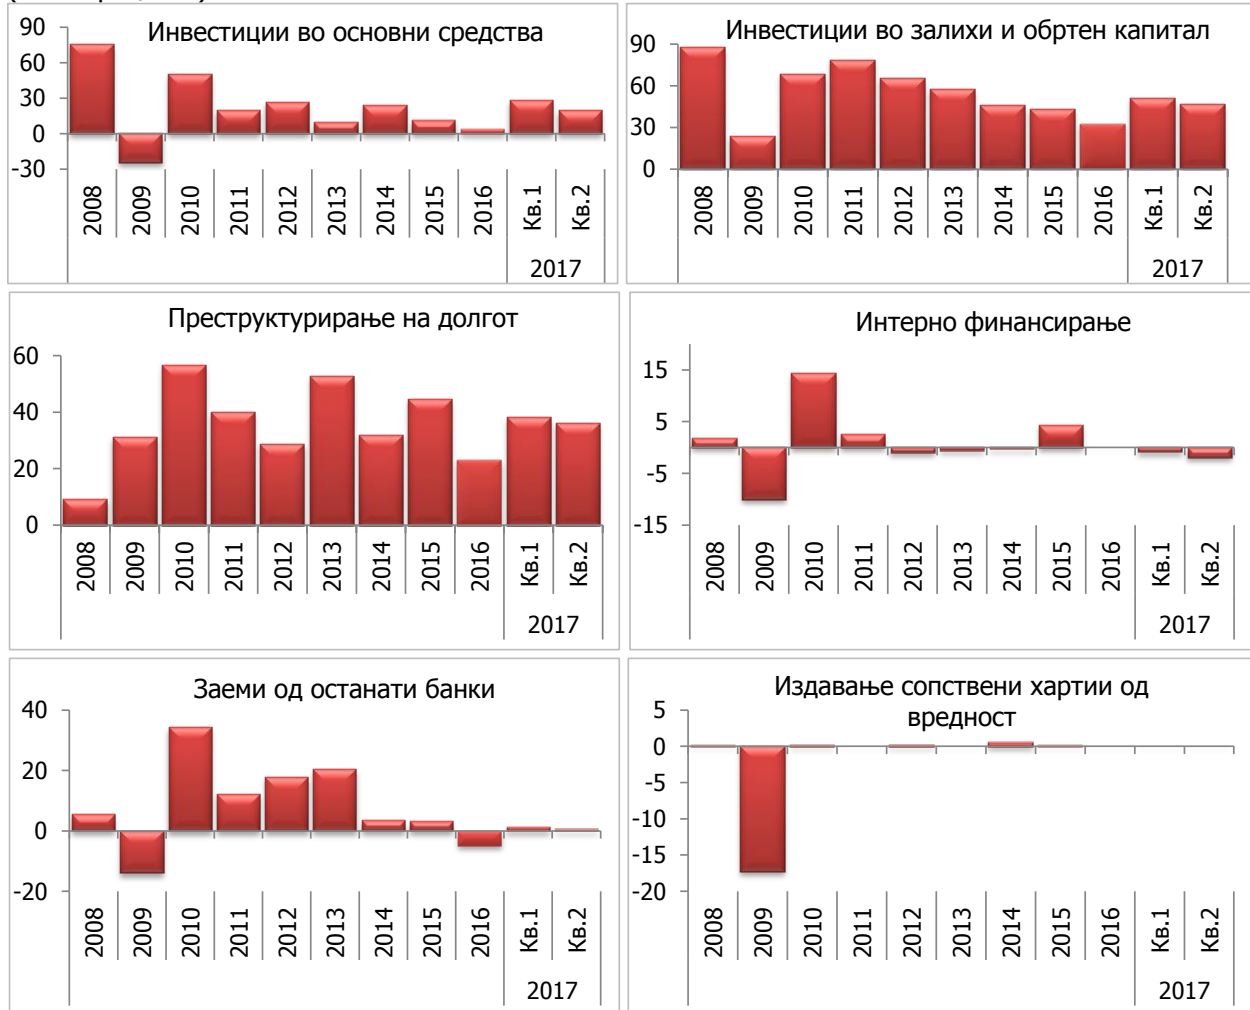 90
60
30
0
-30
Инвестиции во основни средства
2008 2009 2010 2011 2012 2013 2014 2015 2016 Кв.1 Кв.2
2017
90
60
30
0
Инвестиции во залихи и обртен капитал
2008 2009 2010 2011 2012 2013 2014 2015 2016 Кв.1 Кв.2
2017
Преструктурирање на долгот
60
40
20
0
2008 2009 2010 2011 2012 2013 2014 2015 2016 Кв.1 Кв.2
2017
Интерно финансирање
15
5
-5
-15
2008 2009 2010 2011 2012 2013 2014 2015 2016 Кв.1 Кв.2
2017
Заеми од останати банки
40
20
0
-20
2008 2009 2010 2011 2012 2013 2014 2015 2016 Кв.1 Кв.2
2017
Издавање сопствени хартии од
вредност
5
0
-5
-10
-15
-20
2008 2009 2010 2011 2012 2013 2014 2015 2016 Кв.1 Кв.2
2017